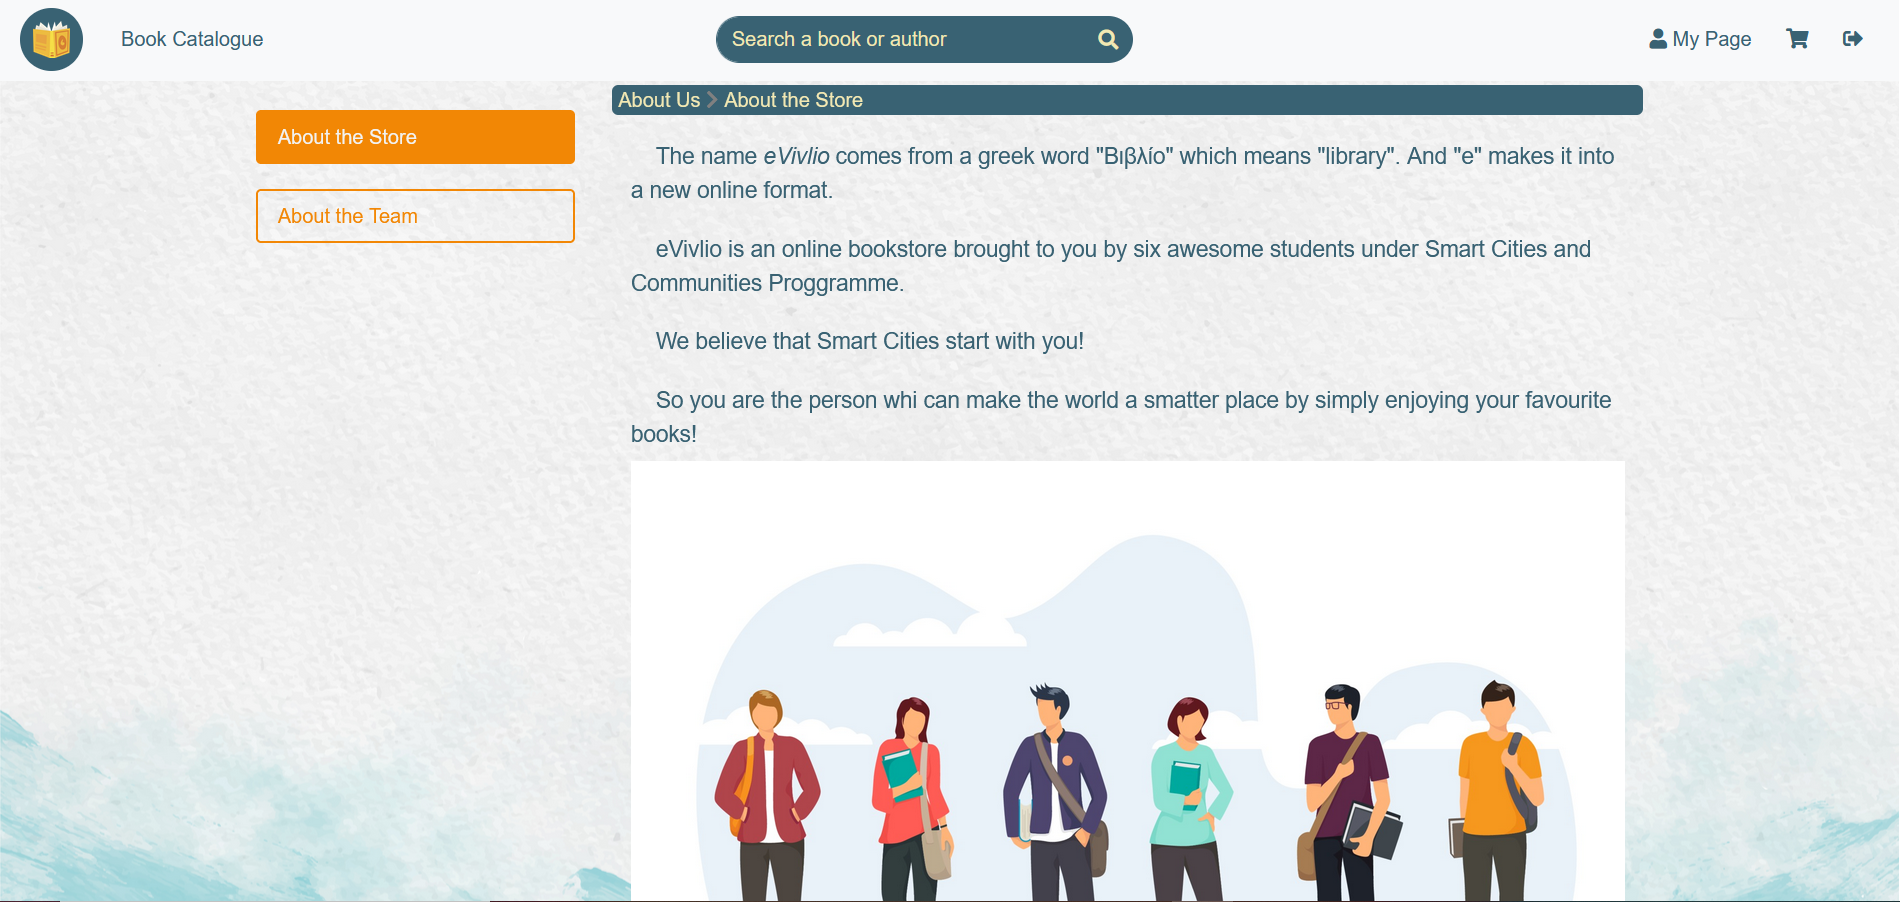 Book Catalogue
Search a book or author
My Page
About the Store
About the Team
About Us > About the Store
The name eVivlio comes from a greek word "Βιβλίο" which means "library". And "e" makes it into
a new online format.
eVivlio is an online bookstore brought to you by six awesome students under Smart Cities and
Communities Proggramme.
We believe that Smart Cities start with you!
So you are the person whi can make the world a smatter place by simply enjoying your favourite
books!